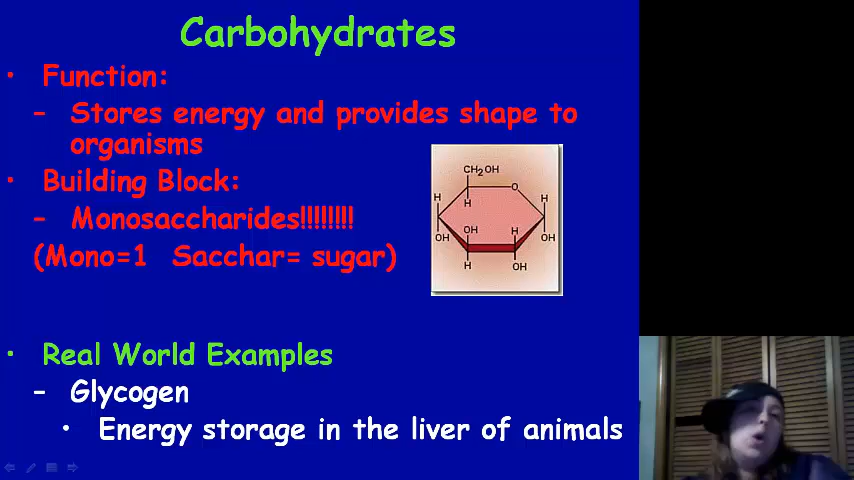 Carbohydrates
• Function:
– Stores energy and provides shape to
organisms
• Building Block:
– Monosaccharides!!!!!!!!
(Mono=1 Sacchar= sugar)
CH2OH
O
H
H
H
OH
OH
H
OH
H
OH
• Real World Examples
– Glycogen
• Energy storage in the liver of animals